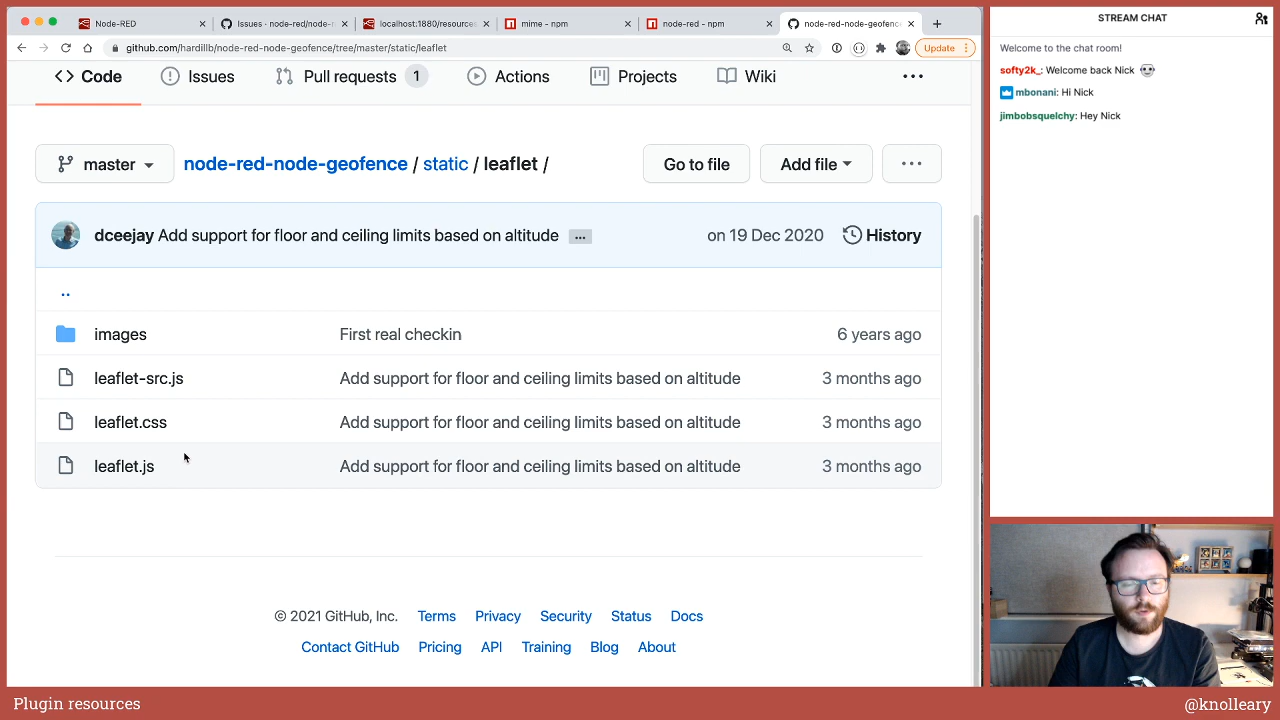 Node-RED
Issues · node-red/node-r
localhost:1880/resource
mime - npm
node-red - npm
node-red-node-geofenc
github.com/hardillb/node-red-node-geofence/tree/master/static/leaflet
Update
Code
Issues
Pull requests 1
Actions
Projects
Wiki
master
node-red-node-geofence / static / leaflet /
Go to file
Add file
dceejay Add support for floor and ceiling limits based on altitude
on 19 Dec 2020
History
..
images First real checkin 6 years ago
leaflet-src.js Add support for floor and ceiling limits based on altitude 3 months ago
leaflet.css Add support for floor and ceiling limits based on altitude 3 months ago
leaflet.js Add support for floor and ceiling limits based on altitude 3 months ago
© 2021 GitHub, Inc. Terms Privacy Security Status Docs
Contact GitHub Pricing API Training Blog About
STREAM CHAT
Welcome to the chat room!
softy2k_: Welcome back Nick
mbonani: Hi Nick
jimbobsquelchy: Hey Nick
Plugin resources
@knolleary